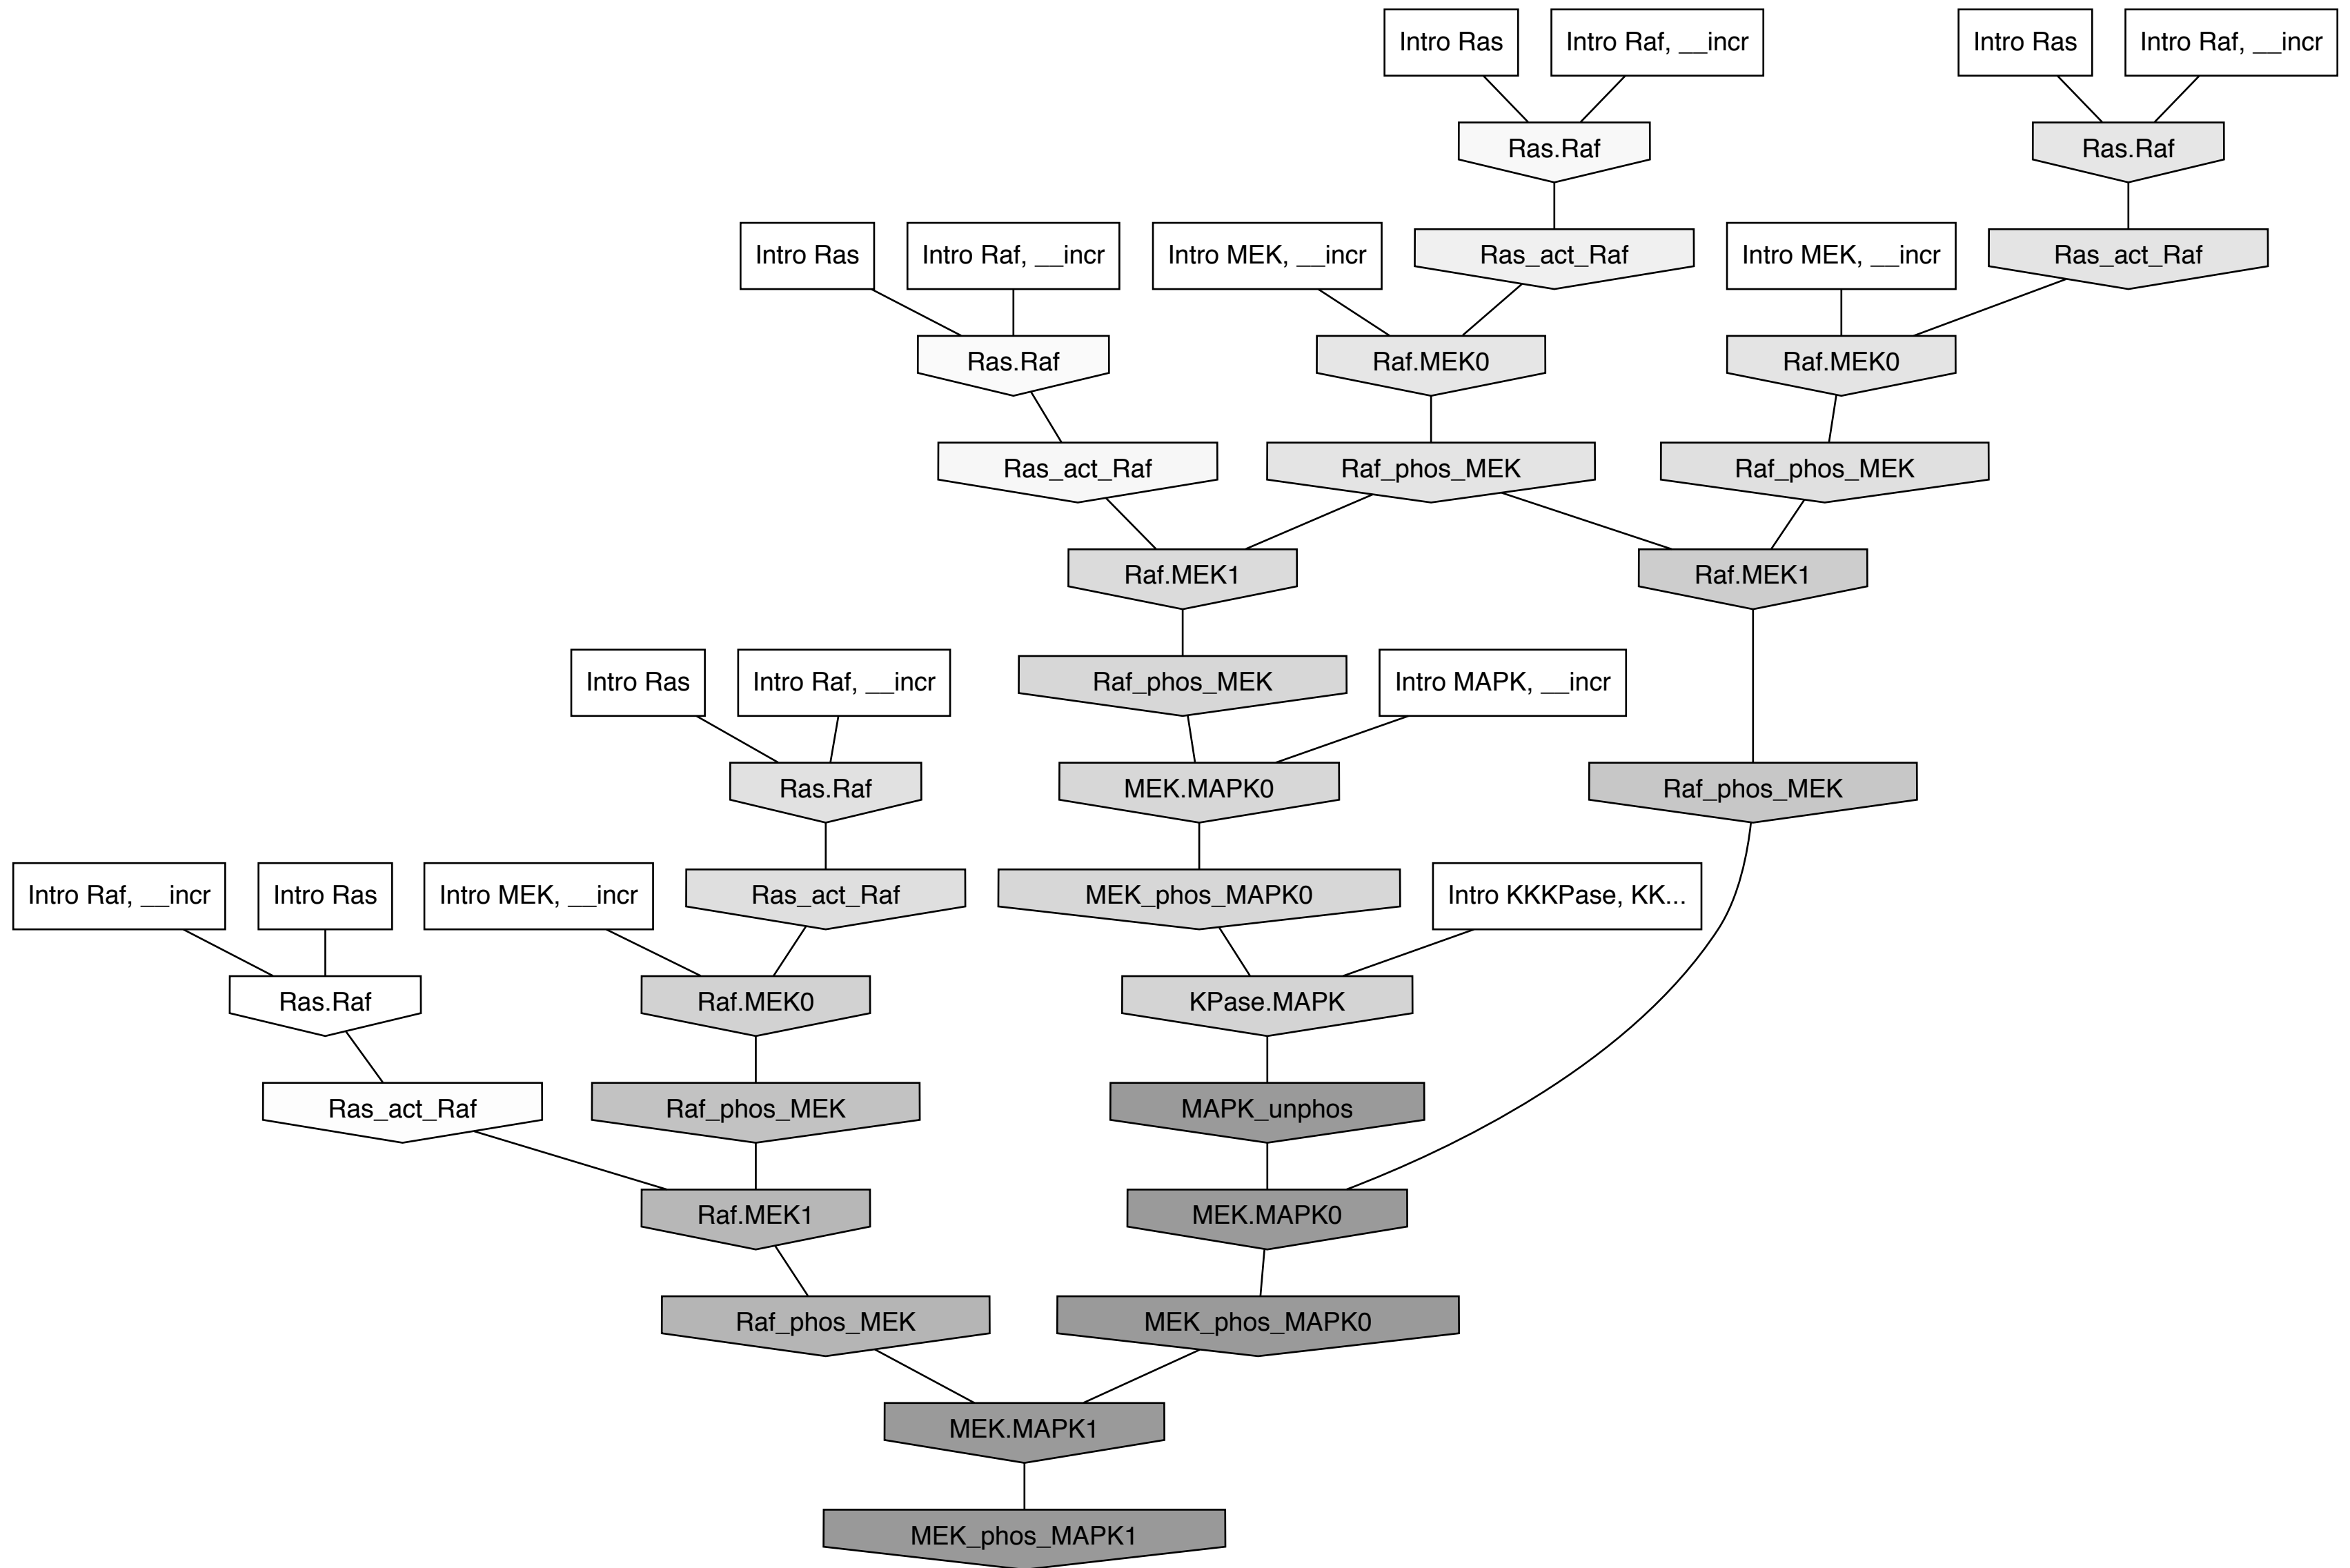 Intro Ras
Intro Raf, __incr
Intro Ras
Intro Raf, __incr
Ras.Raf
Ras.Raf
Intro Ras
Intro Raf, __incr
Intro MEK, __incr
Ras_act_Raf
Intro MEK, __incr
Ras_act_Raf
Ras.Raf
Raf.MEK0
Raf.MEK0
Ras_act_Raf
Raf_phos_MEK
Raf_phos_MEK
Raf.MEK1
Raf.MEK1
Intro Ras
Intro Raf, __incr
Raf_phos_MEK
Intro MAPK, __incr
Ras.Raf
MEK.MAPK0
Raf_phos_MEK
Intro Raf, __incr
Intro Ras
Intro MEK, __incr
Ras_act_Raf
MEK_phos_MAPK0
Intro KKKPase, KK...
Ras.Raf
Raf.MEK0
KPase.MAPK
Ras_act_Raf
Raf_phos_MEK
MAPK_unphos
Raf.MEK1
MEK.MAPK0
Raf_phos_MEK
MEK_phos_MAPK0
MEK.MAPK1
MEK_phos_MAPK1